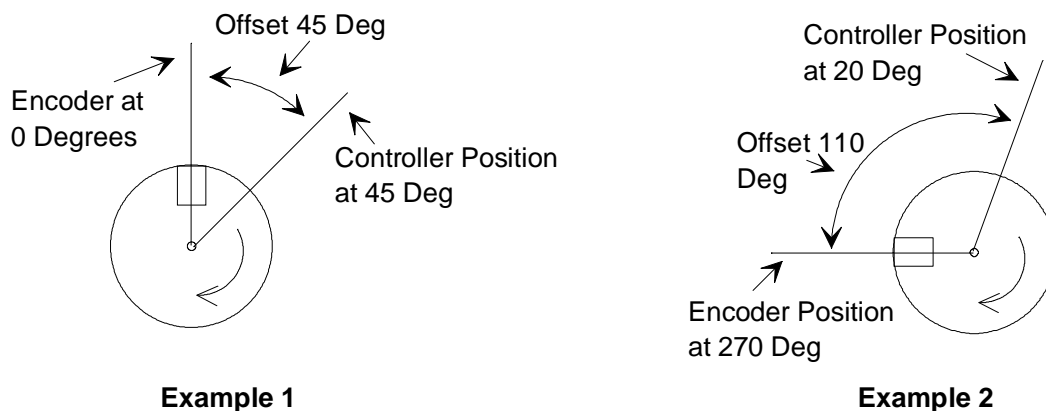 Offset 45 Deg
Encoder at
0 Degrees
Controller Position
at 45 Deg
Example 1
Controller Position
at 20 Deg
Offset 110
Deg
Encoder Position
at 270 Deg
Example 2